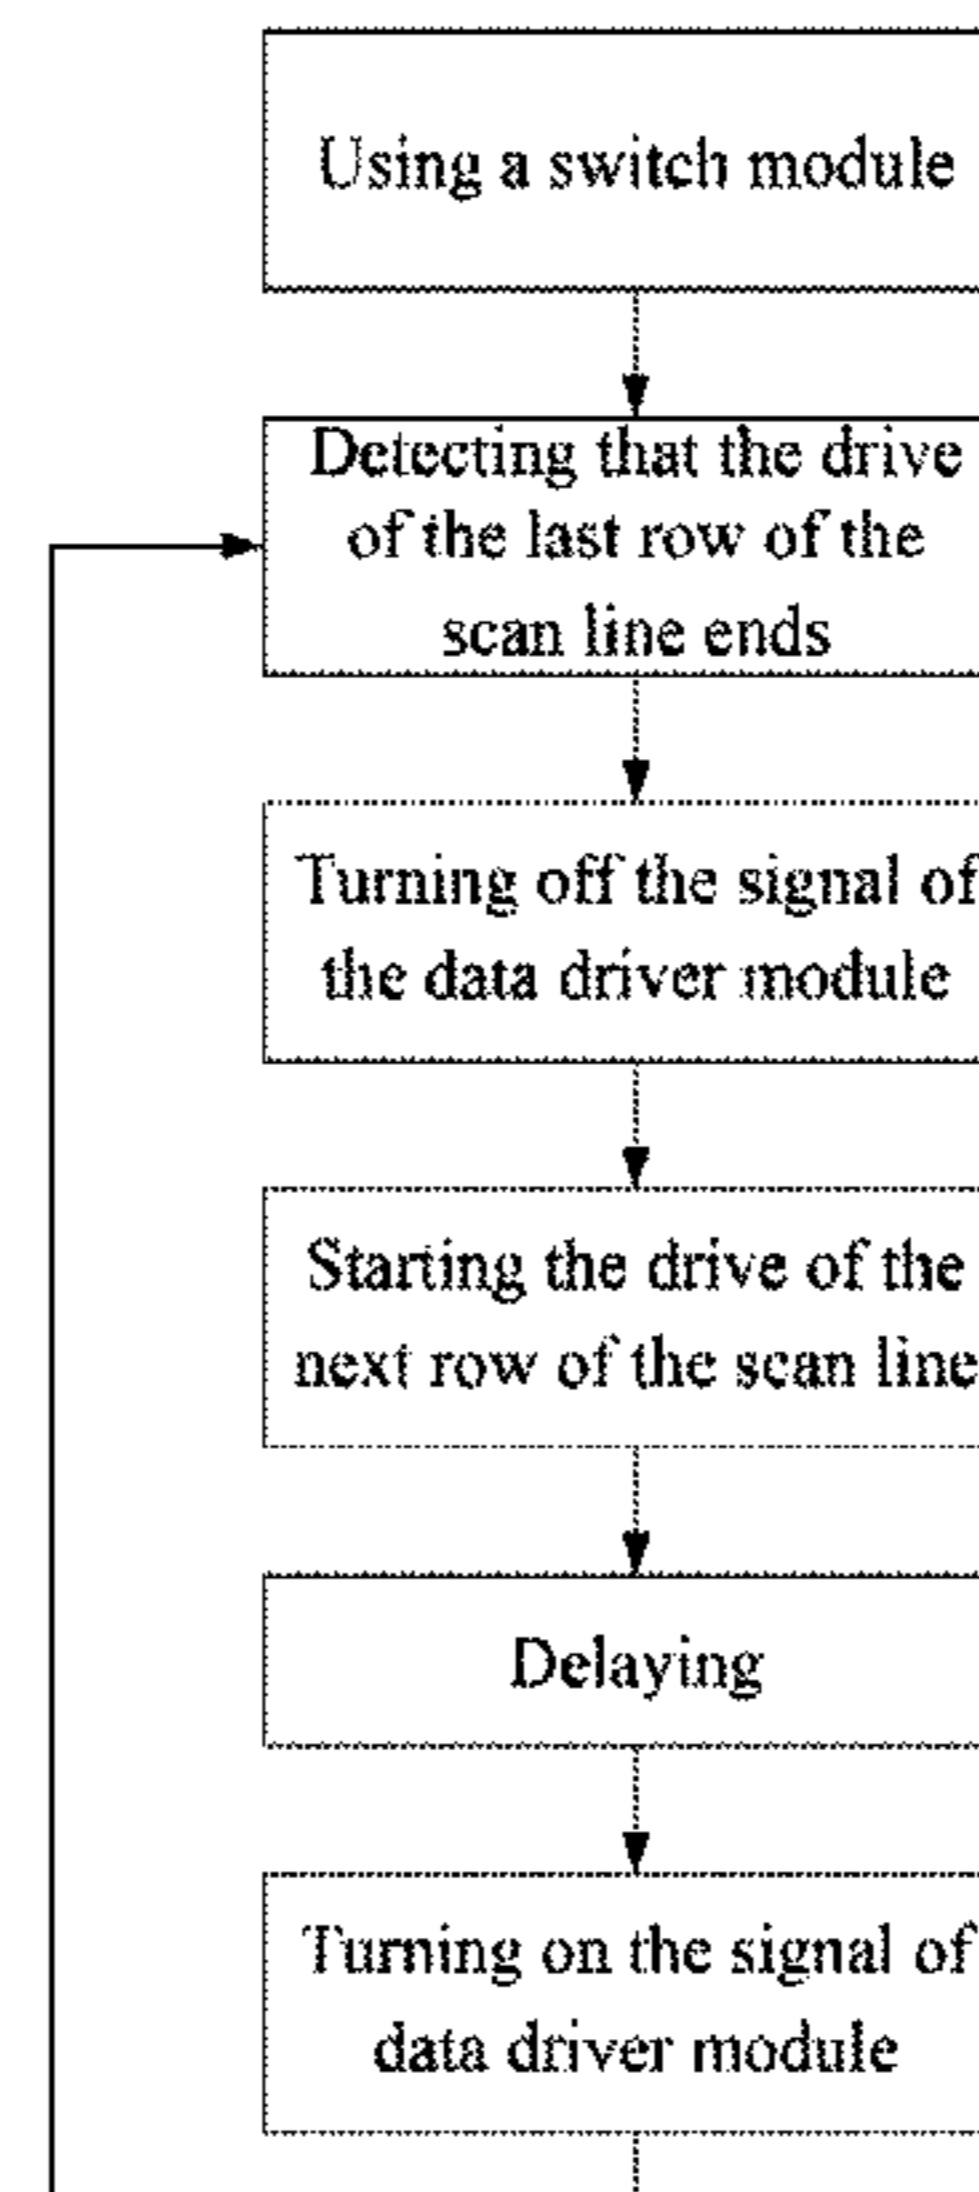 Using a switch module
Detecting that the drive
of the last row of the
scan line ends
Turning off the signal of
the data driver module
Starting the drive of the
next row of the scan line
Delaying
Turning on the signal of
data driver module